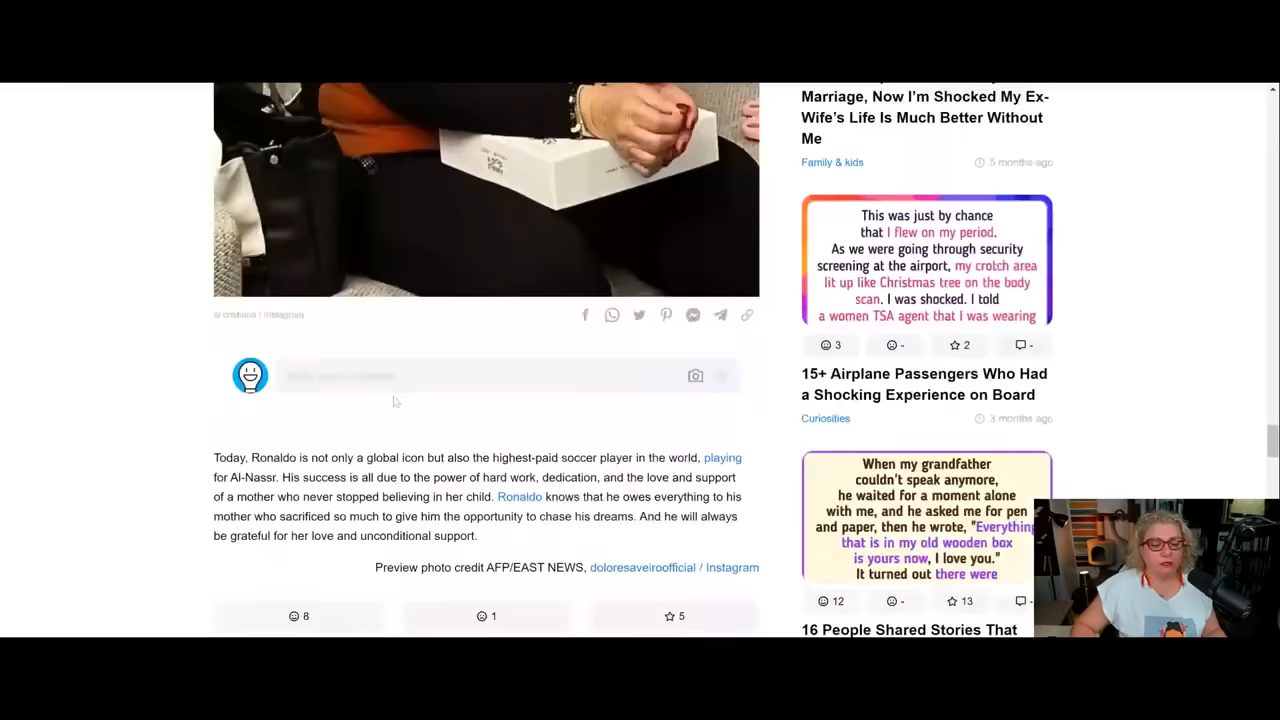 © cristiano / Instagram
Today, Ronaldo is not only a global icon but also the highest-paid soccer player in the world, playing
for Al-Nassr. His success is all due to the power of hard work, dedication, and the love and support
of a mother who never stopped believing in her child. Ronaldo knows that he owes everything to his
mother who sacrificed so much to give him the opportunity to chase his dreams. And he will always
be grateful for her love and unconditional support.
Preview photo credit AFP/EAST NEWS, doloresaveiroofficial / Instagram
8
1
5
Marriage, Now I’m Shocked My Ex-
Wife’s Life Is Much Better Without
Me
Family & kids
5 months ago
This was just by chance
that I flew on my period.
As we were going through security
screening at the airport, my crotch area
lit up like Christmas tree on the body
scan. I was shocked. I told
a women TSA agent that I was wearing
3
-
2
-
15+ Airplane Passengers Who Had
a Shocking Experience on Board
Curiosities
3 months ago
When my grandfather
couldn’t speak anymore,
he waited for a moment alone
with me, and he asked me for pen
and paper, then he wrote, "Everything
that is in my old wooden box
is yours now, I love you."
It turned out there were
12
-
13
-
16 People Shared Stories That